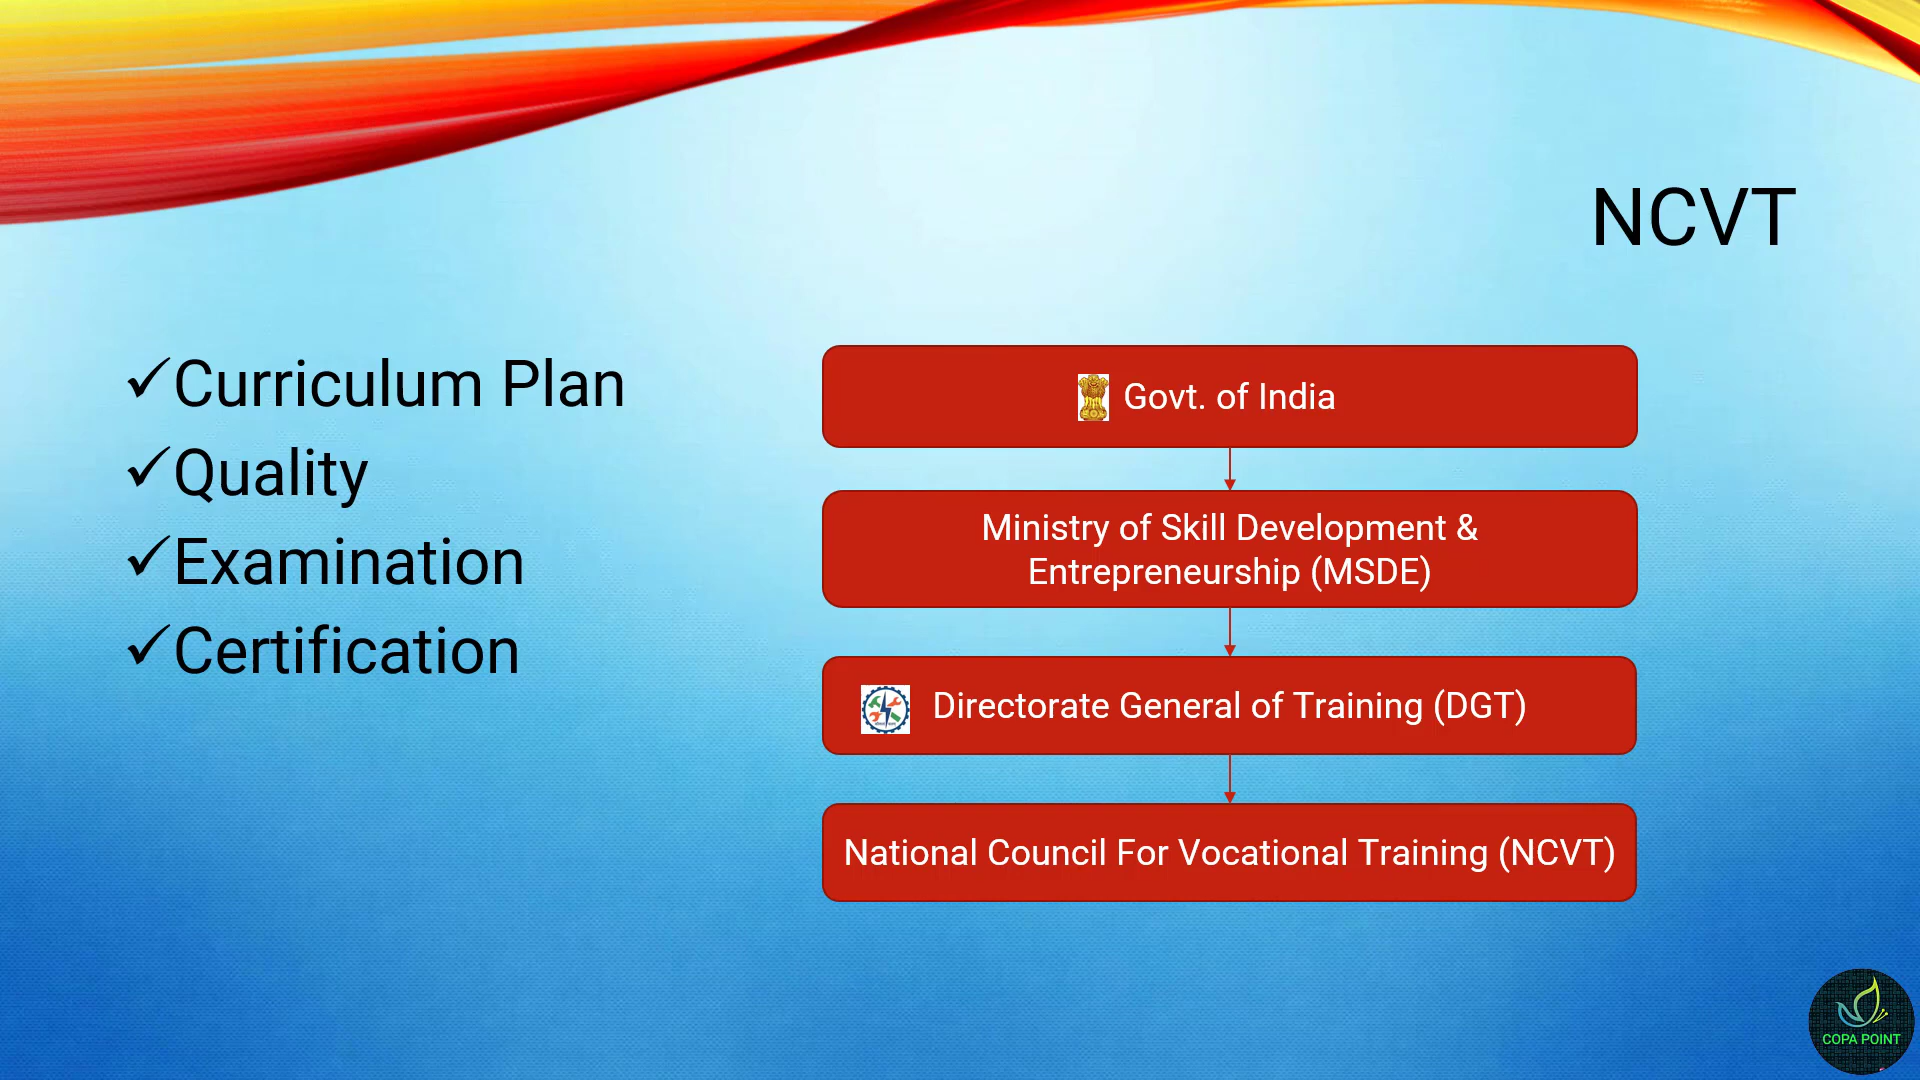 NCVT
✓Curriculum Plan
✓Quality
✓Examination
✓Certification
Govt. of India
Ministry of Skill Development &
Entrepreneurship (MSDE)
Directorate General of Training (DGT)
National Council For Vocational Training (NCVT)
COPA POINT